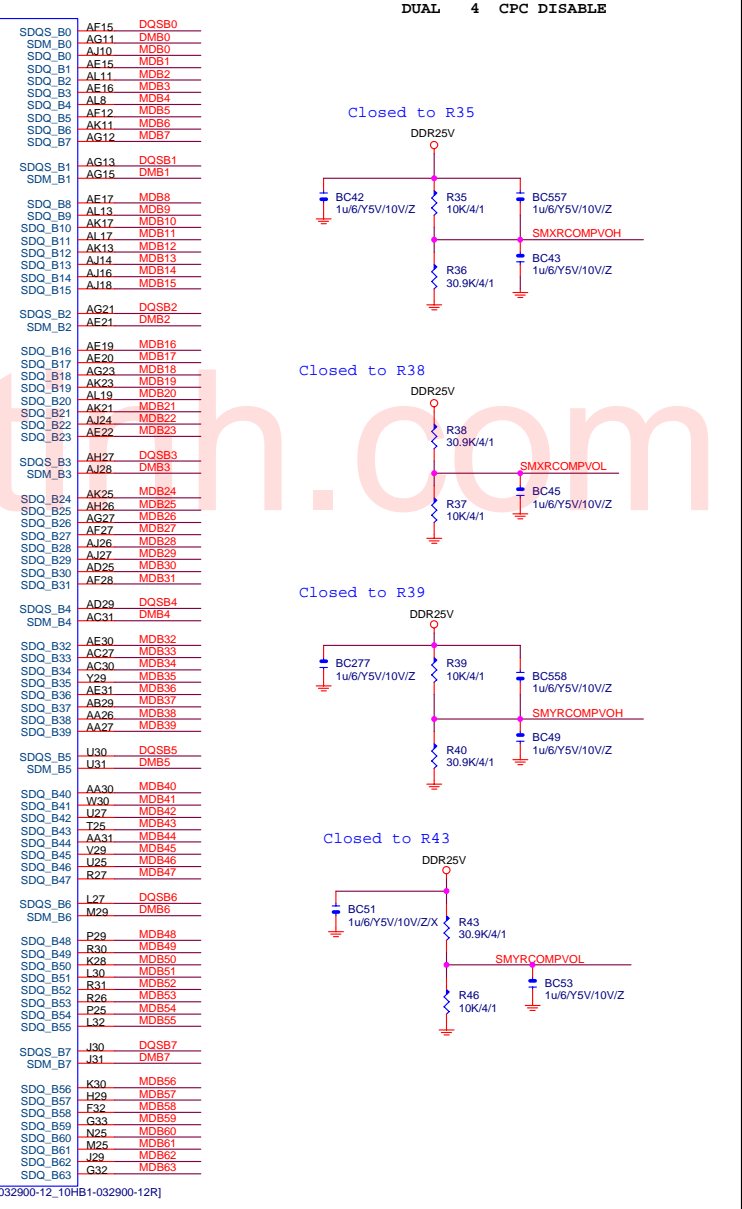 DUAL 4 CPC DISABLE
SDQS_B0 AF15 DQSB0
SDM_B0 AG11 DMB0
SDQ_B0 AJ10 MDB0
SDQ_B1 AE15 MDB1
SDQ_B2 AL11 MDB2
SDQ_B3 AE16 MDB3
SDQ_B4 AL8 MDB4
SDQ_B5 AF12 MDB5
SDQ_B6 AK11 MDB6
SDQ_B7 AG12 MDB7
SDQS_B1 AG13 DQSB1
SDM_B1 AG15 DMB1
SDQ_B8 AE17 MDB8
SDQ_B9 AL13 MDB9
SDQ_B10 AK17 MDB10
SDQ_B11 AL17 MDB11
SDQ_B12 AK13 MDB12
SDQ_B13 AJ14 MDB13
SDQ_B14 AJ16 MDB14
SDQ_B15 AJ18 MDB15
SDQS_B2 AG21 DQSB2
SDM_B2 AE21 DMB2
SDQ_B16 AE19 MDB16
SDQ_B17 AE20 MDB17
SDQ_B18 AG23 MDB18
SDQ_B19 AK23 MDB19
SDQ_B20 AL19 MDB20
SDQ_B21 AK21 MDB21
SDQ_B22 AJ24 MDB22
SDQ_B23 AE22 MDB23
SDQS_B3 AH27 DQSB3
SDM_B3 AJ28 DMB3
SDQ_B24 AK25 MDB24
SDQ_B25 AH26 MDB25
SDQ_B26 AG27 MDB26
SDQ_B27 AF27 MDB27
SDQ_B28 AJ26 MDB28
SDQ_B29 AJ27 MDB29
SDQ_B30 AD25 MDB30
SDQ_B31 AF28 MDB31
SDQS_B4 AD29 DQSB4
SDM_B4 AC31 DMB4
SDQ_B32 AE30 MDB32
SDQ_B33 AC27 MDB33
SDQ_B34 AC30 MDB34
SDQ_B35 Y29 MDB35
SDQ_B36 AE31 MDB36
SDQ_B37 AB29 MDB37
SDQ_B38 AA26 MDB38
SDQ_B39 AA27 MDB39
SDQS_B5 U30 DQSB5
SDM_B5 U31 DMB5
SDQ_B40 AA30 MDB40
SDQ_B41 W30 MDB41
SDQ_B42 U27 MDB42
SDQ_B43 T25 MDB43
SDQ_B44 AA31 MDB44
SDQ_B45 V29 MDB45
SDQ_B46 U25 MDB46
SDQ_B47 R27 MDB47
SDQS_B6 L27 DQSB6
SDM_B6 M29 DMB6
SDQ_B48 P29 MDB48
SDQ_B49 R30 MDB49
SDQ_B50 K28 MDB50
SDQ_B51 L30 MDB51
SDQ_B52 R31 MDB52
SDQ_B53 R26 MDB53
SDQ_B54 P25 MDB54
SDQ_B55 L32 MDB55
SDQS_B7 J30 DQSB7
SDM_B7 J31 DMB7
SDQ_B56 K30 MDB56
SDQ_B57 H29 MDB57
SDQ_B58 F32 MDB58
SDQ_B59 G33 MDB59
SDQ_B60 N25 MDB60
SDQ_B61 M25 MDB61
SDQ_B62 J29 MDB62
SDQ_B63 G32 MDB63
032900-12_10HB1-032900-12R]
Closed to R35
DDR25V
BC42
1u/6/Y5V/10V/Z
R35
10K/4/1
BC557
1u/6/Y5V/10V/Z
SMXRCOMPVOH
R36
30.9K/4/1
BC43
1u/6/Y5V/10V/Z
Closed to R38
DDR25V
R38
30.9K/4/1
SMXRCOMPVOL
R37
10K/4/1
BC45
1u/6/Y5V/10V/Z
Closed to R39
DDR25V
BC277
1u/6/Y5V/10V/Z
R39
10K/4/1
BC558
1u/6/Y5V/10V/Z
SMYRCOMPVOH
R40
30.9K/4/1
BC49
1u/6/Y5V/10V/Z
Closed to R43
DDR25V
BC51
1u/6/Y5V/10V/Z/X
R43
30.9K/4/1
SMYRCOMPVOL
R46
10K/4/1
BC53
1u/6/Y5V/10V/Z
tinh.com